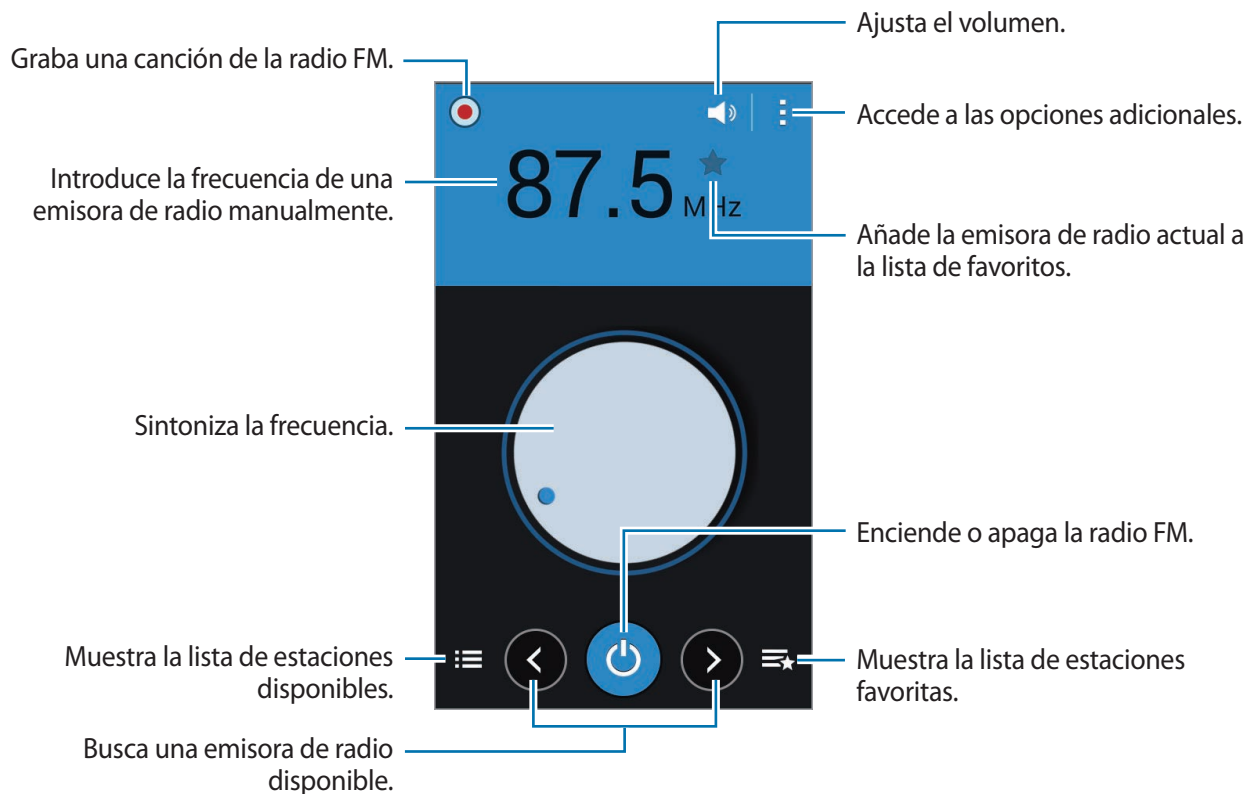 Ajusta el volumen.
Graba una canción de la radio FM.
Accede a las opciones adicionales.
Introduce la frecuencia de una
emisora de radio manualmente.
87.5 MHz
Añade la emisora de radio actual a
la lista de favoritos.
Sintoniza la frecuencia.
Enciende o apaga la radio FM.
Muestra la lista de estaciones
disponibles.
Muestra la lista de estaciones
favoritas.
Busca una emisora de radio
disponible.